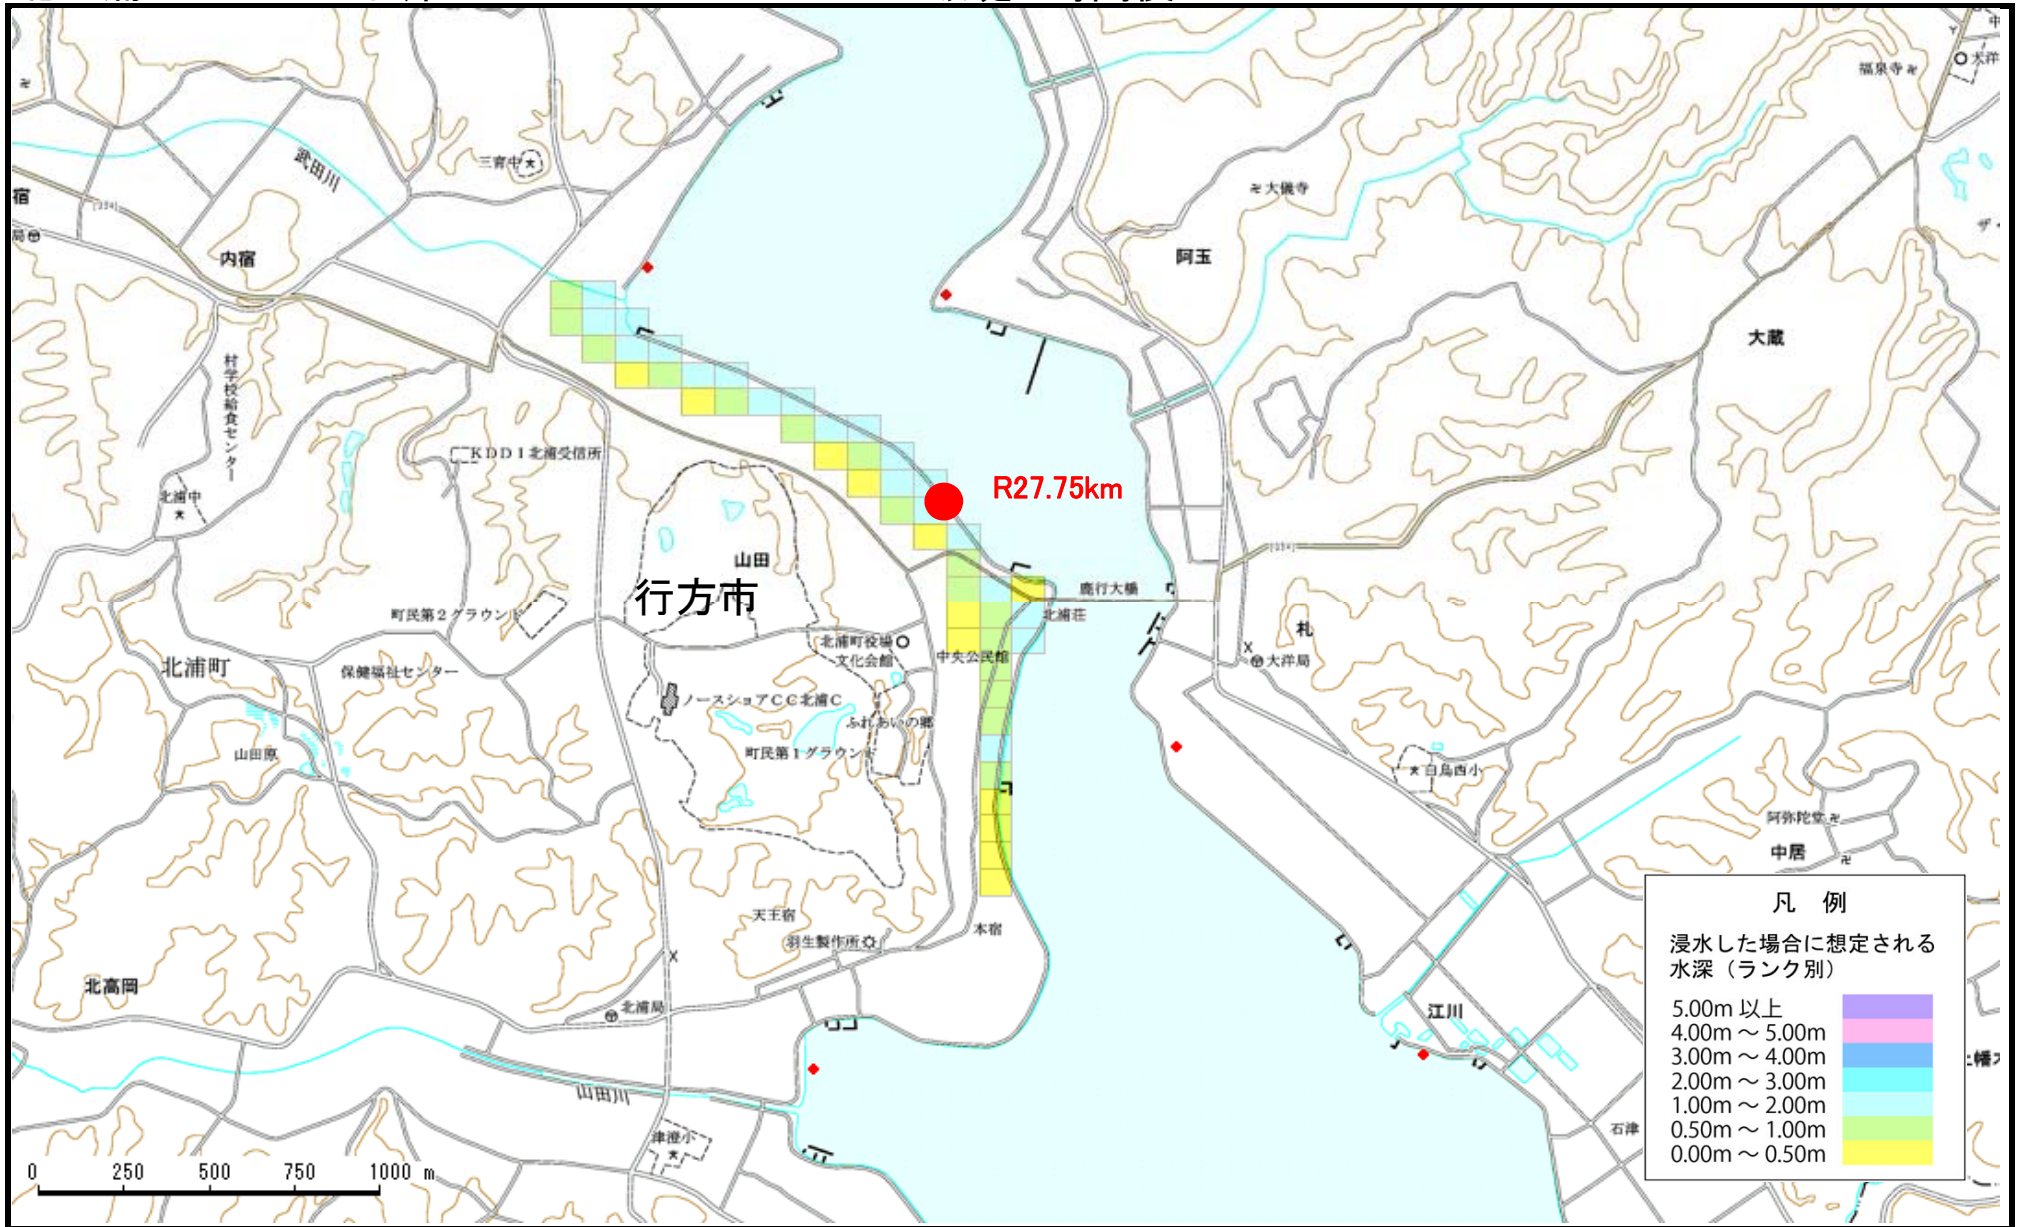 福泉寺
大洋
三育中
武田川
大儀寺
宿
局
内宿
阿玉
大蔵
村学校給食センター
KDDI北浦受信所
北浦中
R27.75km
山田
行方市
鹿行大橋
町民第2グラウンド
北浦荘
札
北浦町役場
文化会館
中央公民館
大洋局
北浦町
保健福祉センター
ノースショアCC北浦C
ふれあいの郷
山田原
町民第1グラウンド
白鳥西小
阿弥陀堂
中居
天王宿
羽生製作所
本宿
北高岡
北浦局
江川
山田川
津澄小
石津
凡 例
浸水した場合に想定される
水深（ランク別）
5.00m 以上
4.00m ～ 5.00m
3.00m ～ 4.00m
2.00m ～ 3.00m
1.00m ～ 2.00m
0.50m ～ 1.00m
0.00m ～ 0.50m
0 250 500 750 1000 m